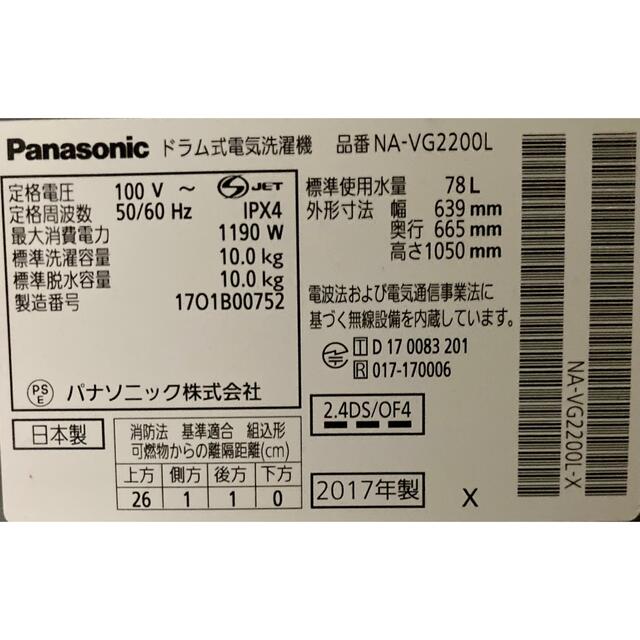 Panasonic ドラム式電気洗濯機 品番 NA-VG2200L
定格電圧 100 V ～ S JET
定格周波数 50/60 Hz IPX4
最大消費電力 1190 W
標準洗濯容量 10.0 kg
標準脱水容量 10.0 kg
製造番号 17O1B00752
PS E パナソニック株式会社
標準使用水量 78 L
外形寸法 幅 639 mm
奥行 665 mm
高さ 1050 mm
電波法および電気通信事業法に
基づく無線設備を内蔵しています。
T D 17 0083 201
R 017-170006
日本製
消防法 基準適合 組込形
可燃物からの離隔距離(cm)
上方 側方 後方 下方
26 1 1 0
2.4DS/OF4
2017年製
X
NA-VG2200L-X